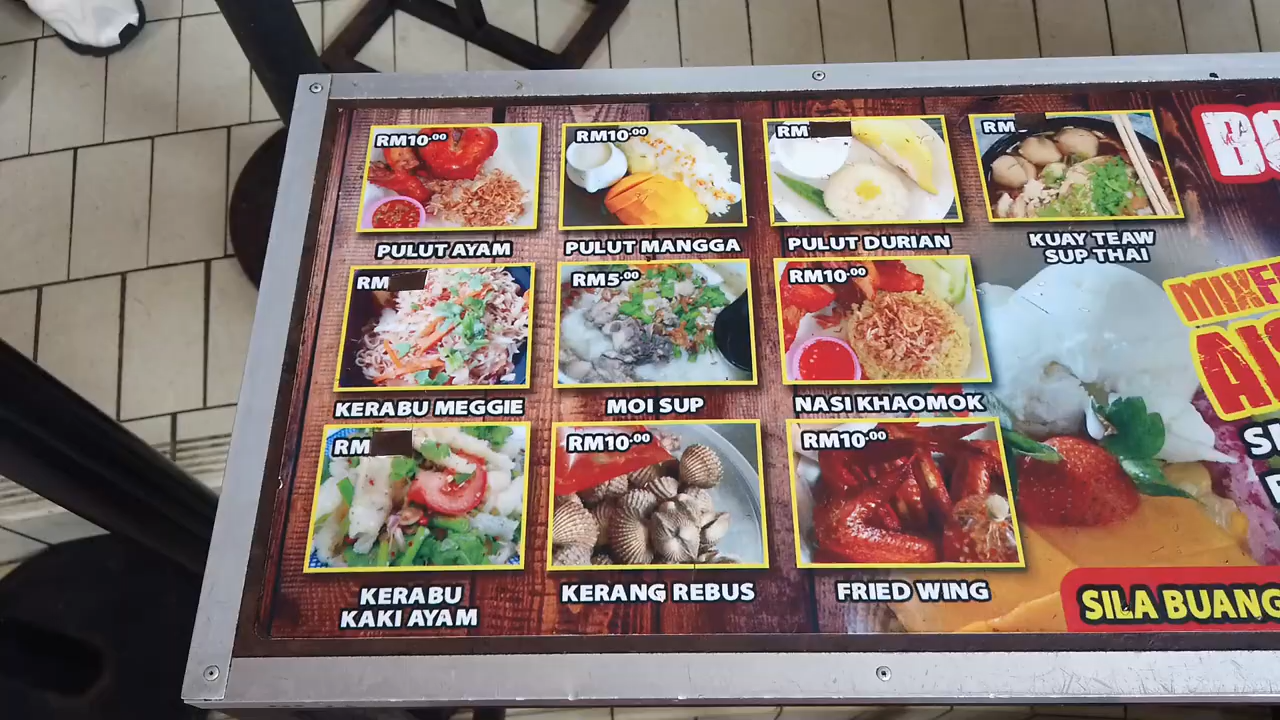 RM10.00
PULUT AYAM
RM10.00
PULUT MANGGA
RM
PULUT DURIAN
RM
KUAY TEAW
SUP THAI
RM
KERABU MEGGIE
RM5.00
MOI SUP
RM10.00
NASI KHAOMOK
RM
KERABU
KAKI AYAM
RM10.00
KERANG REBUS
RM10.00
FRIED WING
SILA BUANG